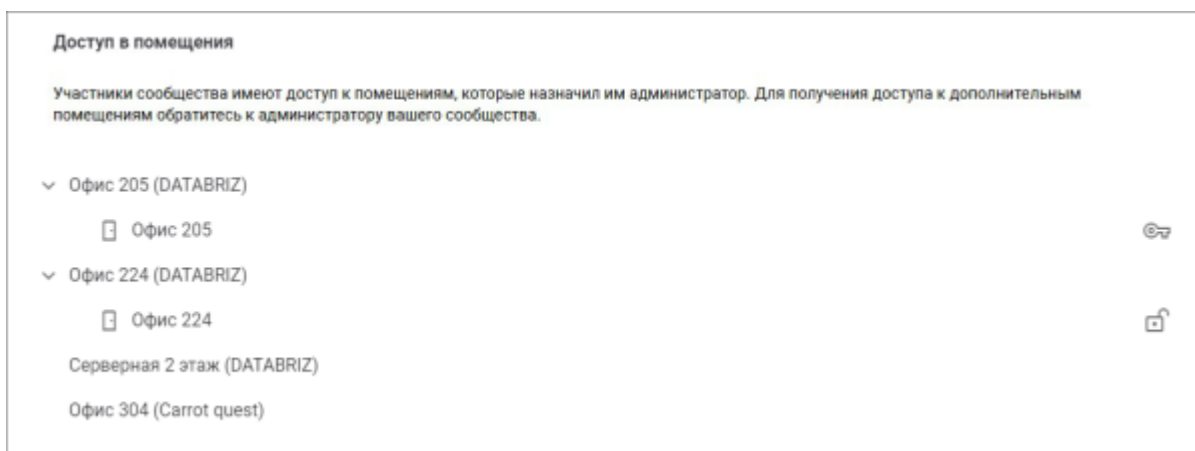 Доступ в помещения
Участники сообщества имеют доступ к помещениям, которые назначил им администратор. Для получения доступа к дополнительным
помещениям обратитесь к администратору вашего сообщества.
Офис 205 (DATABRIZ)
Офис 205
Офис 224 (DATABRIZ)
Офис 224
Серверная 2 этаж (DATABRIZ)
Офис 304 (Carrot quest)